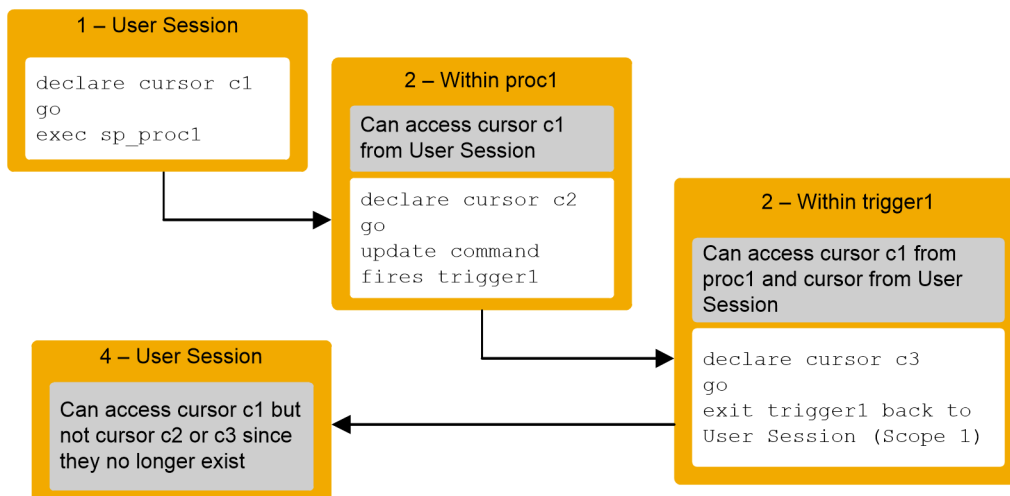 1 – User Session
declare cursor c1
go
exec sp_proc1
2 – Within proc1
Can access cursor c1
from User Session
declare cursor c2
go
update command
fires trigger1
2 – Within trigger1
Can access cursor c1 from
proc1 and cursor from User
Session
declare cursor c3
go
exit trigger1 back to
User Session (Scope 1)
4 – User Session
Can access cursor c1 but
not cursor c2 or c3 since
they no longer exist